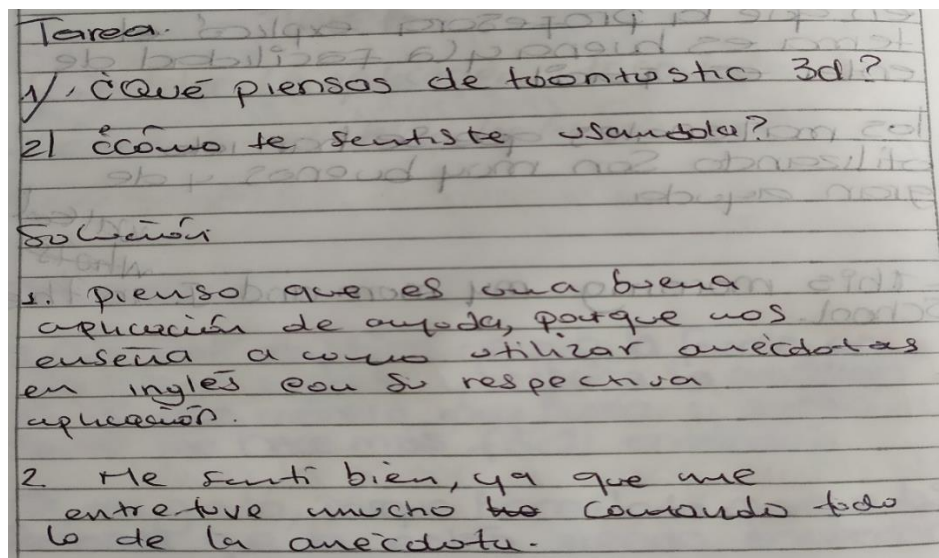 Tarea.
1/. ¿Qué piensas de toontastic 3d?
2| ¿cómo te sentiste usandola?
Solución
1. pienso que es una buena
aplicación de ayuda, porque nos
enseña a como utilizar anécdotas
en inglés con su respectiva
aplicación.
2. Me senti bien, ya que me
entretuve mucho todo
lo de la anécdota.